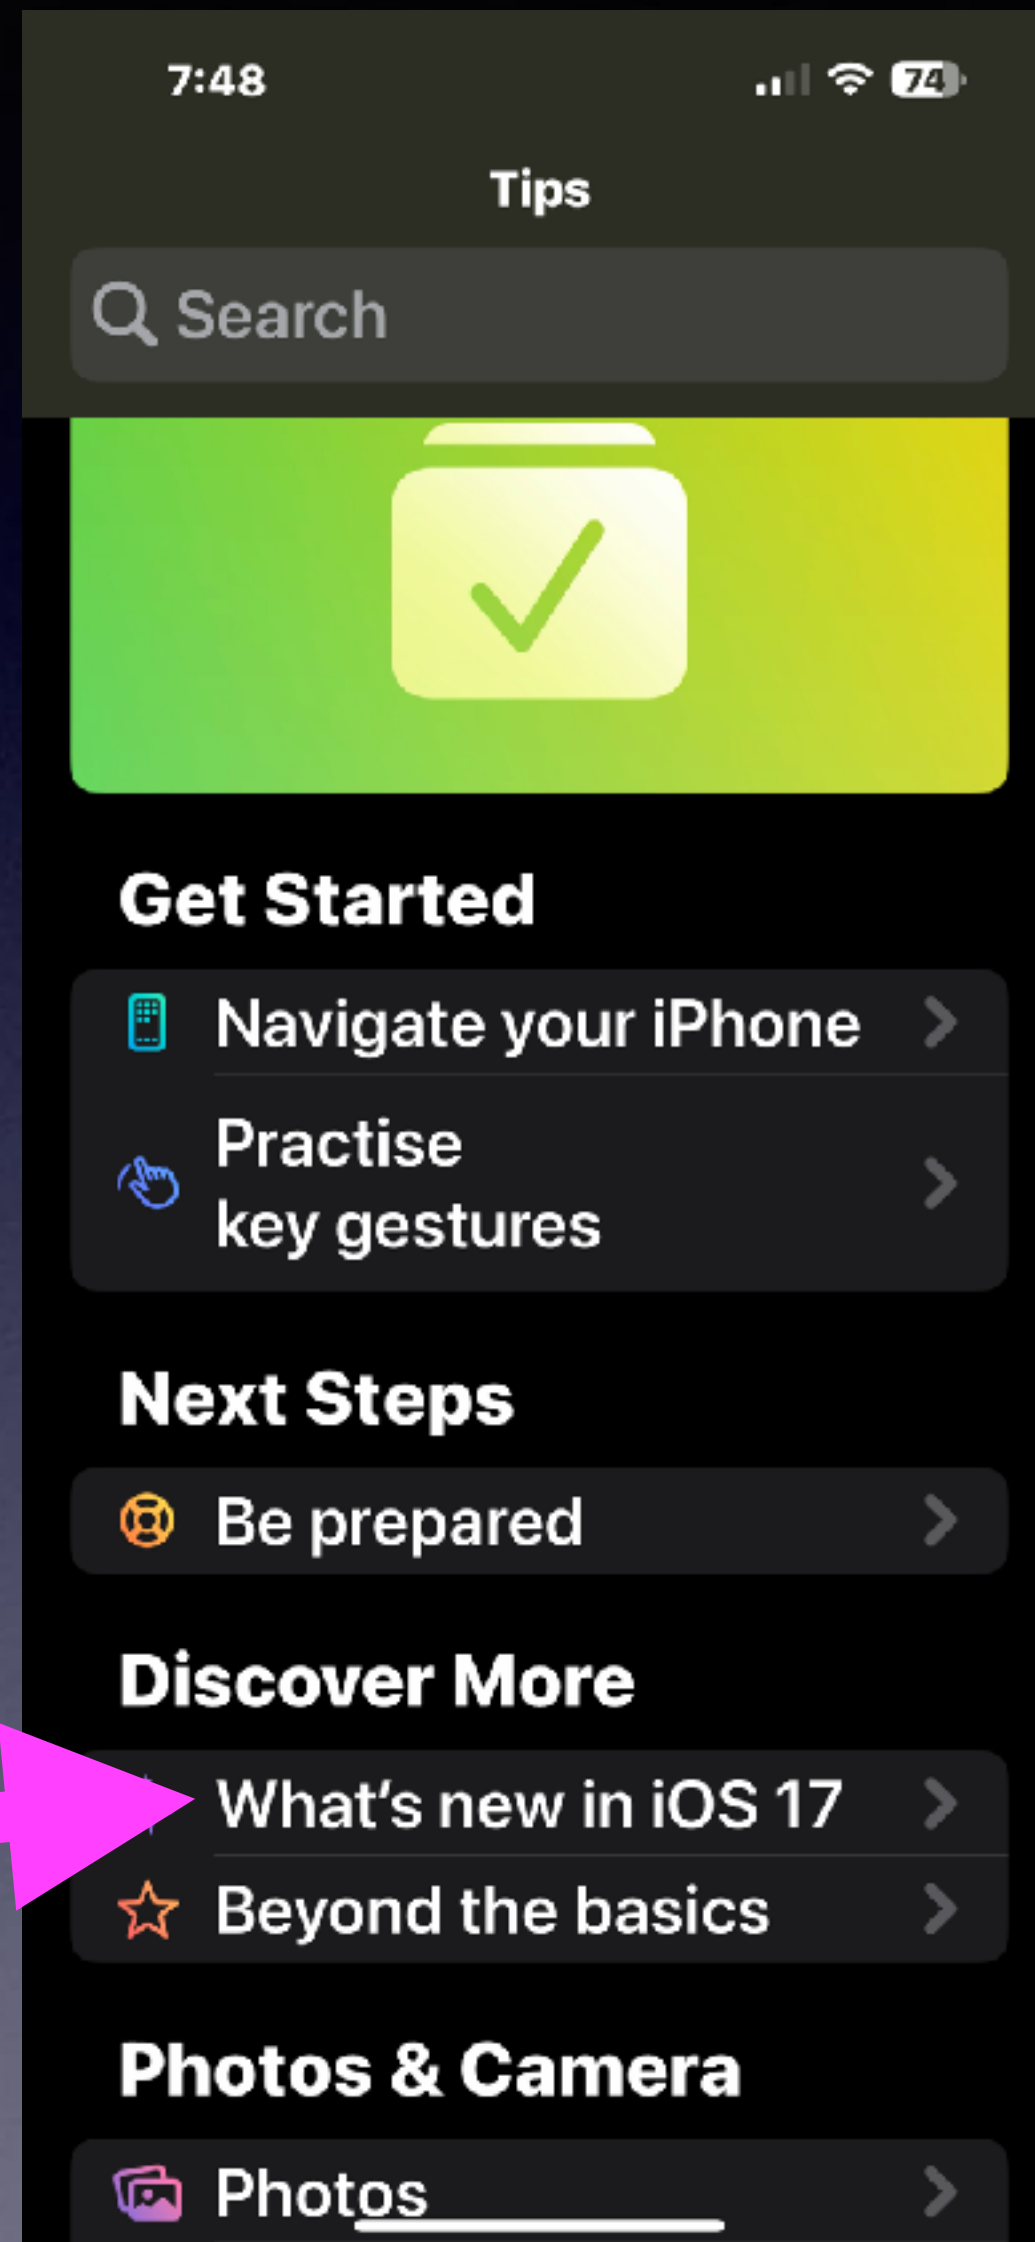 7:48
74
Tips
Search
Get Started
Navigate your iPhone
Practise
key gestures
Next Steps
Be prepared
Discover More
What's new in iOS 17
Beyond the basics
Photos & Camera
Photos